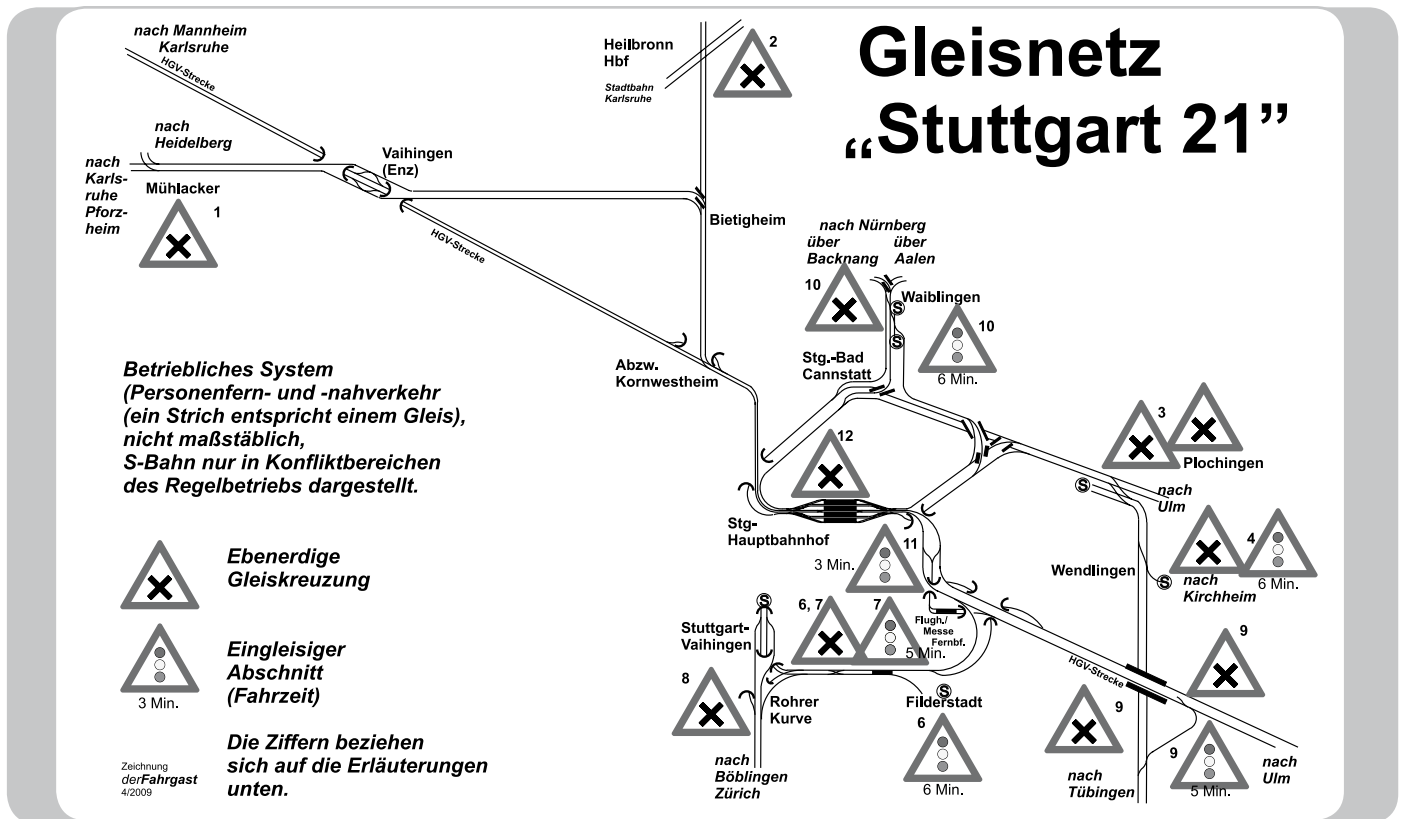 Gleisnetz
„Stuttgart 21”
nach Mannheim
Karlsruhe
HGV-Strecke
nach
Heidelberg
nach
Karls-
ruhe
Pforz-
heim
Mühlacker
1
Vaihingen
(Enz)
HGV-Strecke
Heilbronn
Hbf
Stadtbahn
Karlsruhe
2
Bietigheim
nach Nürnberg
über
Backnang
über
Aalen
10
Waiblingen
S
S
10
6 Min.
Stg.-Bad
Cannstatt
Abzw.
Kornwestheim
12
3
Plochingen
S
nach
Ulm
Stg-
Hauptbahnhof
11
3 Min.
Wendlingen
4
6 Min.
S
nach
Kirchheim
S
Stuttgart-
Vaihingen
6, 7
7
5 Min.
Flugh./
Messe
Fernbf.
HGV-Strecke
9
8
Rohrer
Kurve
S
Filderstadt
6
6 Min.
9
9
5 Min.
nach
Böblingen
Zürich
nach
Tübingen
nach
Ulm
Betriebliches System
(Personenfern- und -nahverkehr
(ein Strich entspricht einem Gleis),
nicht maßstäblich,
S-Bahn nur in Konfliktbereichen
des Regelbetriebs dargestellt.
Ebenerdige
Gleiskreuzung
Eingleisiger
Abschnitt
(Fahrzeit)
3 Min.
Die Ziffern beziehen
sich auf die Erläuterungen
unten.
Zeichnung
derFahrgast
4/2009